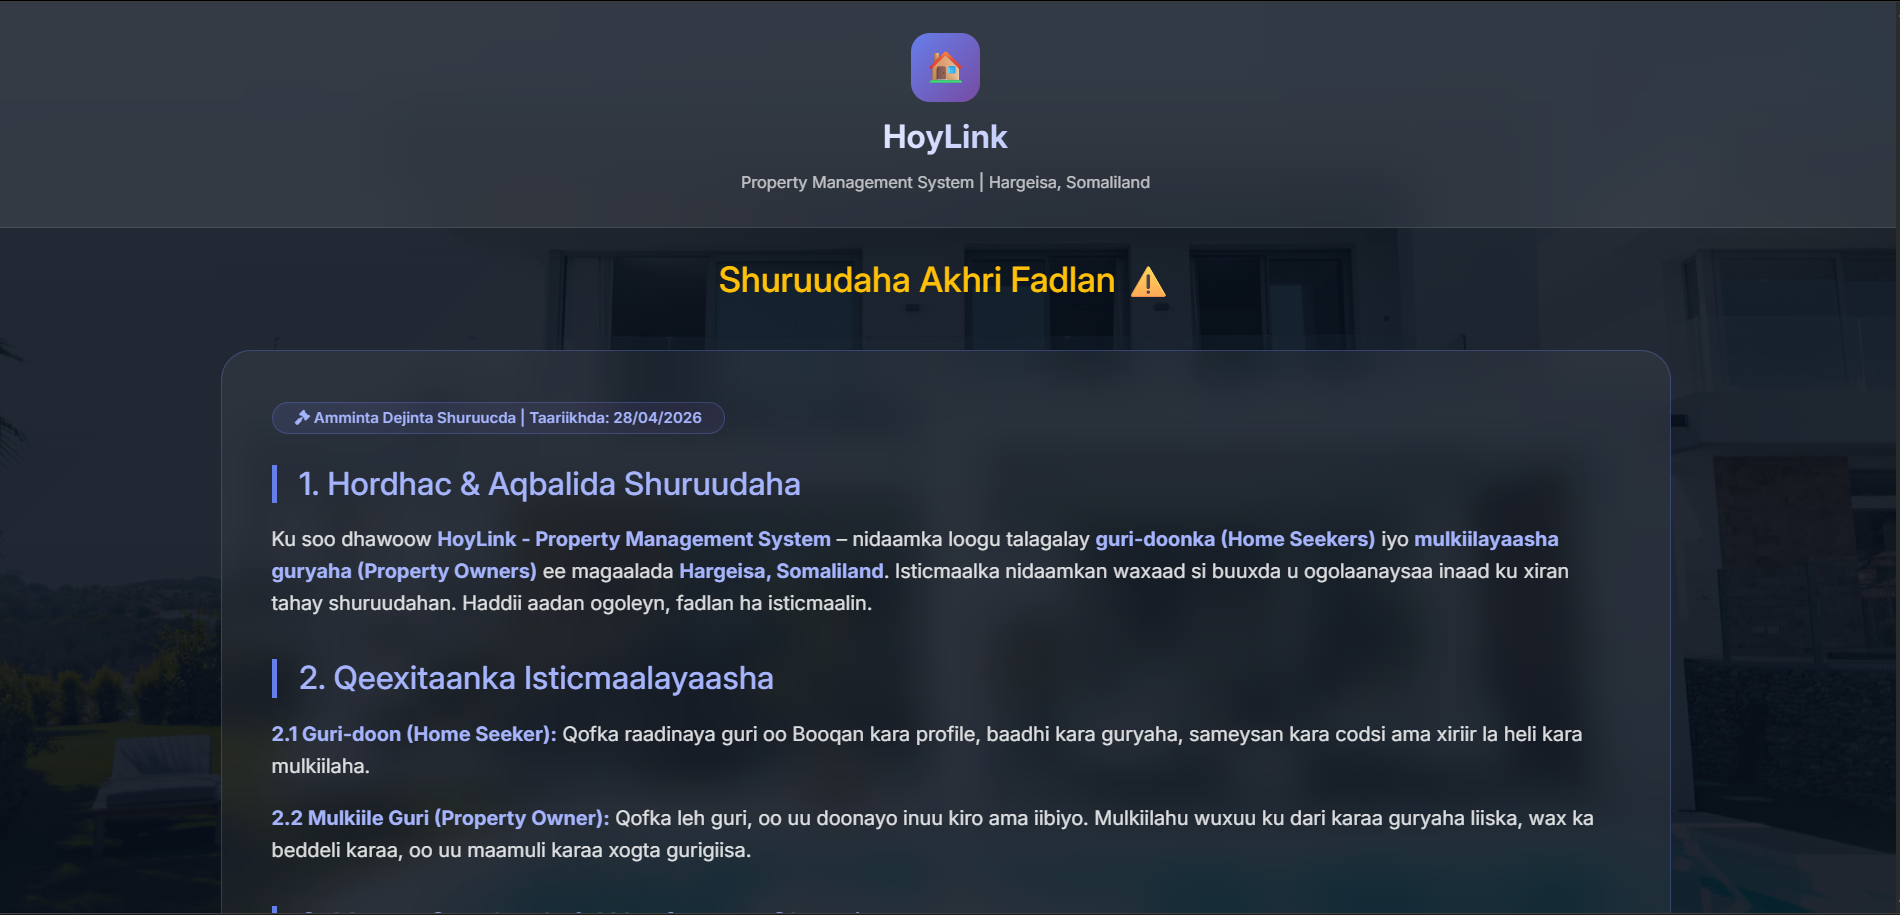 HoyLink
Property Management System | Hargeisa, Somaliland
Shuruudaha Akhri Fadlan
Amminta Dejinta Shuruucda | Taariikhda: 28/04/2026
1. Hordhac & Aqbalida Shuruudaha
Ku soo dhawoow HoyLink - Property Management System – nidaamka loogu talagalay guri-doonka (Home Seekers) iyo mulkiilayaasha
guryaha (Property Owners) ee magaalada Hargeisa, Somaliland. Isticmaalka nidaamkan waxaad si buuxda u ogolaanaysaa inaad ku xiran
tahay shuruudahan. Haddii aadan ogoleyn, fadlan ha isticmaalin.
2. Qeexitaanka Isticmaalayaasha
2.1 Guri-doon (Home Seeker): Qofka raadinaya guri oo Booqan kara profile, baadhi kara guryaha, sameysan kara codsi ama xiriir la heli kara
mulkiilaha.
2.2 Mulkiile Guri (Property Owner): Qofka leh guri, oo uu doonayo inuu kiro ama iibiyo. Mulkiilahu wuxuu ku dari karaa guryaha liiska, wax ka
beddeli karaa, oo uu maamuli karaa xogta gurigiisa.